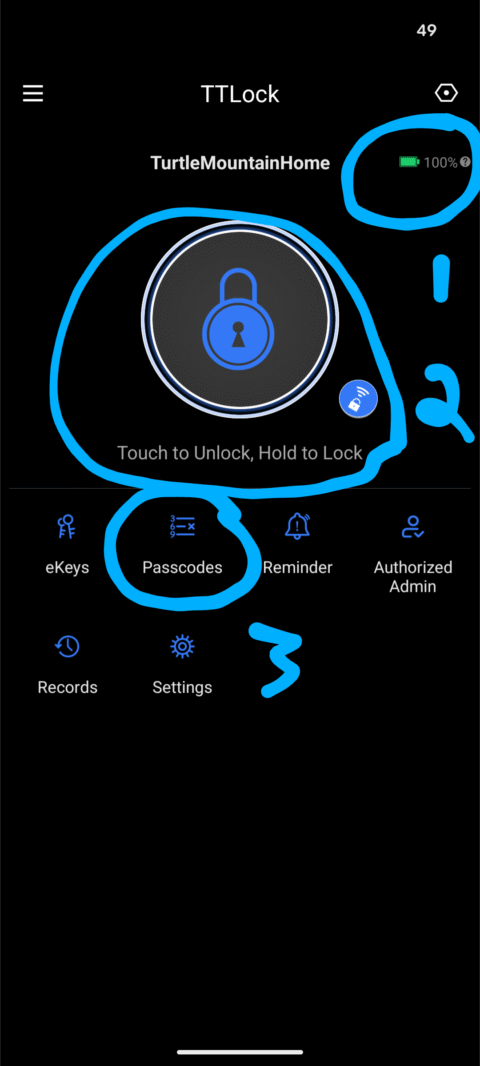 49
TTLock
TurtleMountainHome 100%
1
2
Touch to Unlock, Hold to Lock
eKeys Passcodes Reminder Authorized Admin
3
Records Settings